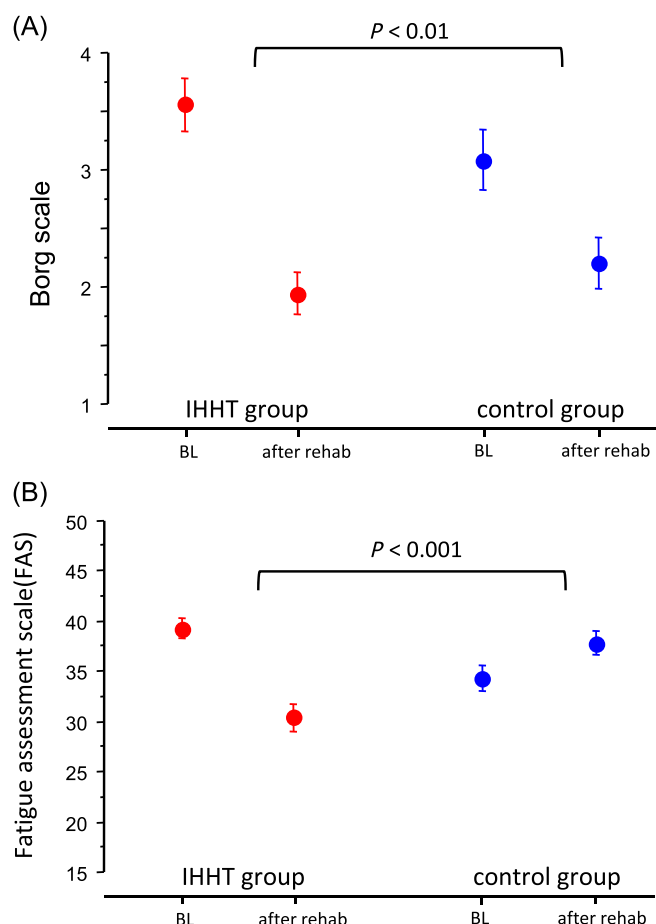 (A)
P < 0.01
4
3
2
1
Borg scale
IHHT group
control group
BL
after rehab
BL
after rehab
(B)
P < 0.001
50
45
40
35
30
25
20
15
Fatigue assessment scale(FAS)
IHHT group
control group
BL
after rehab
BL
after rehab